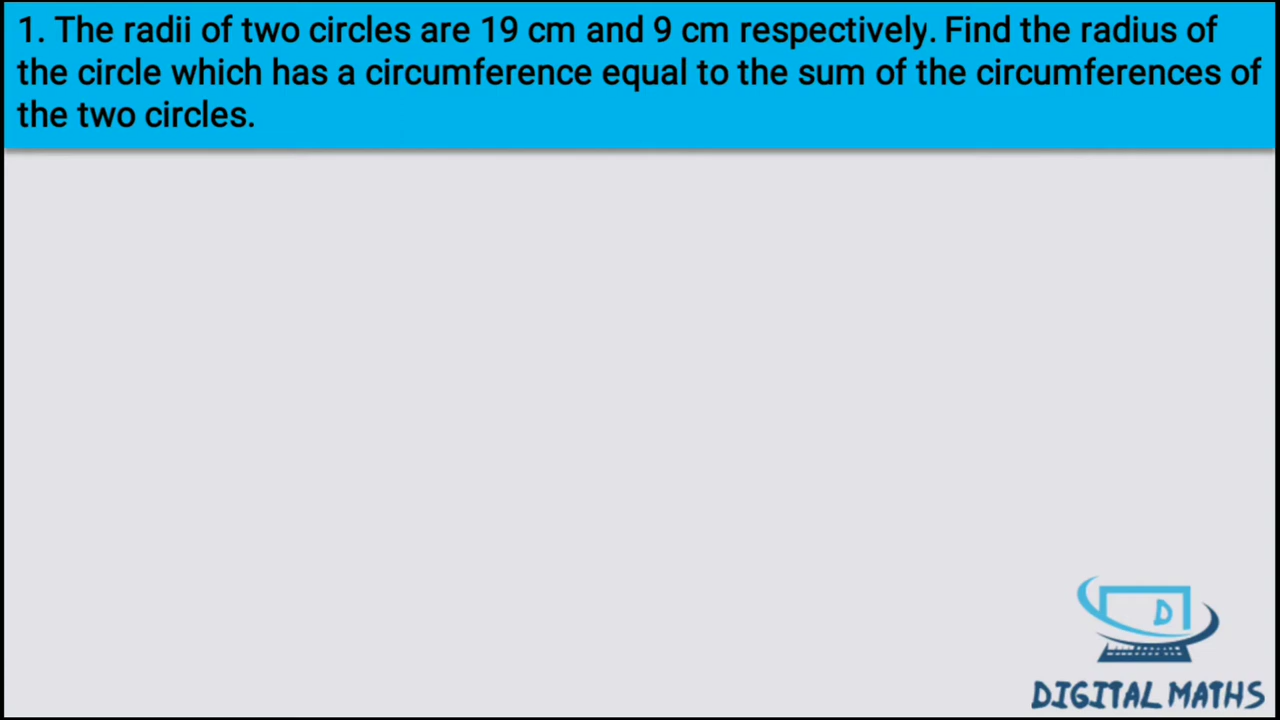 1. The radii of two circles are 19 cm and 9 cm respectively. Find the radius of
the circle which has a circumference equal to the sum of the circumferences of
the two circles.
D
DIGITAL MATHS